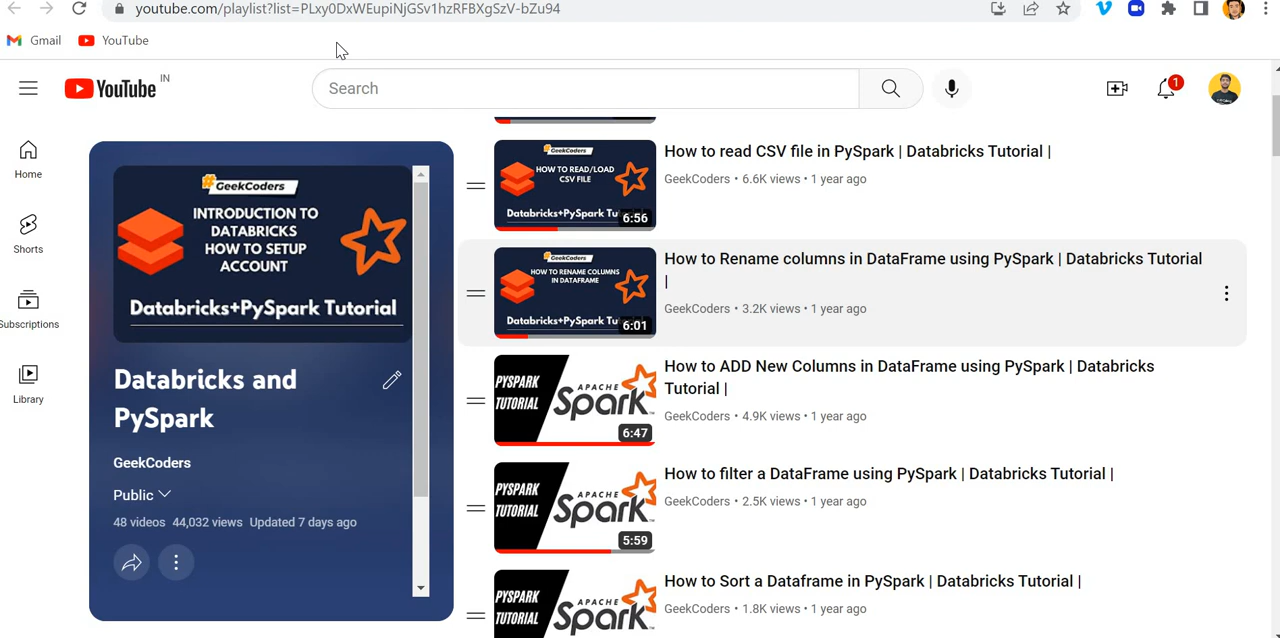 youtube.com/playlist?list=PLxy0DxWEupiNjGSv1hzRFBXgSzV-bZu94
Gmail
YouTube
YouTube IN
Search
1
Home
Shorts
Subscriptions
Library
GeekCoders
INTRODUCTION TO
DATABRICKS
HOW TO SETUP
ACCOUNT
Databricks+PySpark Tutorial
Databricks and
PySpark
GeekCoders
Public
48 videos 44,032 views Updated 7 days ago
GeekCoders
HOW TO READ/LOAD
CSV FILE
Databricks+PySpark Tu
6:56
How to read CSV file in PySpark | Databricks Tutorial |
GeekCoders • 6.6K views • 1 year ago
GeekCoders
HOW TO RENAME COLUMNS
IN DATAFRAME
Databricks+PySpark Tu
6:01
How to Rename columns in DataFrame using PySpark | Databricks Tutorial
|
GeekCoders • 3.2K views • 1 year ago
PYSPARK
TUTORIAL
APACHE
Spark
6:47
How to ADD New Columns in DataFrame using PySpark | Databricks
Tutorial |
GeekCoders • 4.9K views • 1 year ago
PYSPARK
TUTORIAL
APACHE
Spark
5:59
How to filter a DataFrame using PySpark | Databricks Tutorial |
GeekCoders • 2.5K views • 1 year ago
PYSPARK
TUTORIAL
APACHE
Spark
How to Sort a Dataframe in PySpark | Databricks Tutorial |
GeekCoders • 1.8K views • 1 year ago